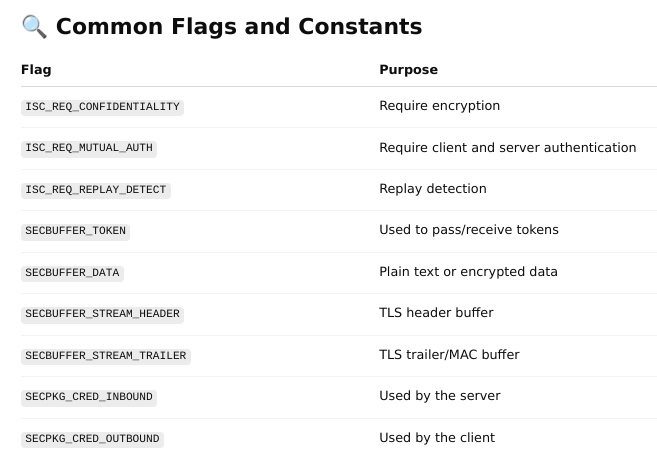 🔍 Common Flags and Constants
Flag Purpose
ISC_REQ_CONFIDENTIALITY Require encryption
ISC_REQ_MUTUAL_AUTH Require client and server authentication
ISC_REQ_REPLAY_DETECT Replay detection
SECBUFFER_TOKEN Used to pass/receive tokens
SECBUFFER_DATA Plain text or encrypted data
SECBUFFER_STREAM_HEADER TLS header buffer
SECBUFFER_STREAM_TRAILER TLS trailer/MAC buffer
SECPKG_CRED_INBOUND Used by the server
SECPKG_CRED_OUTBOUND Used by the client